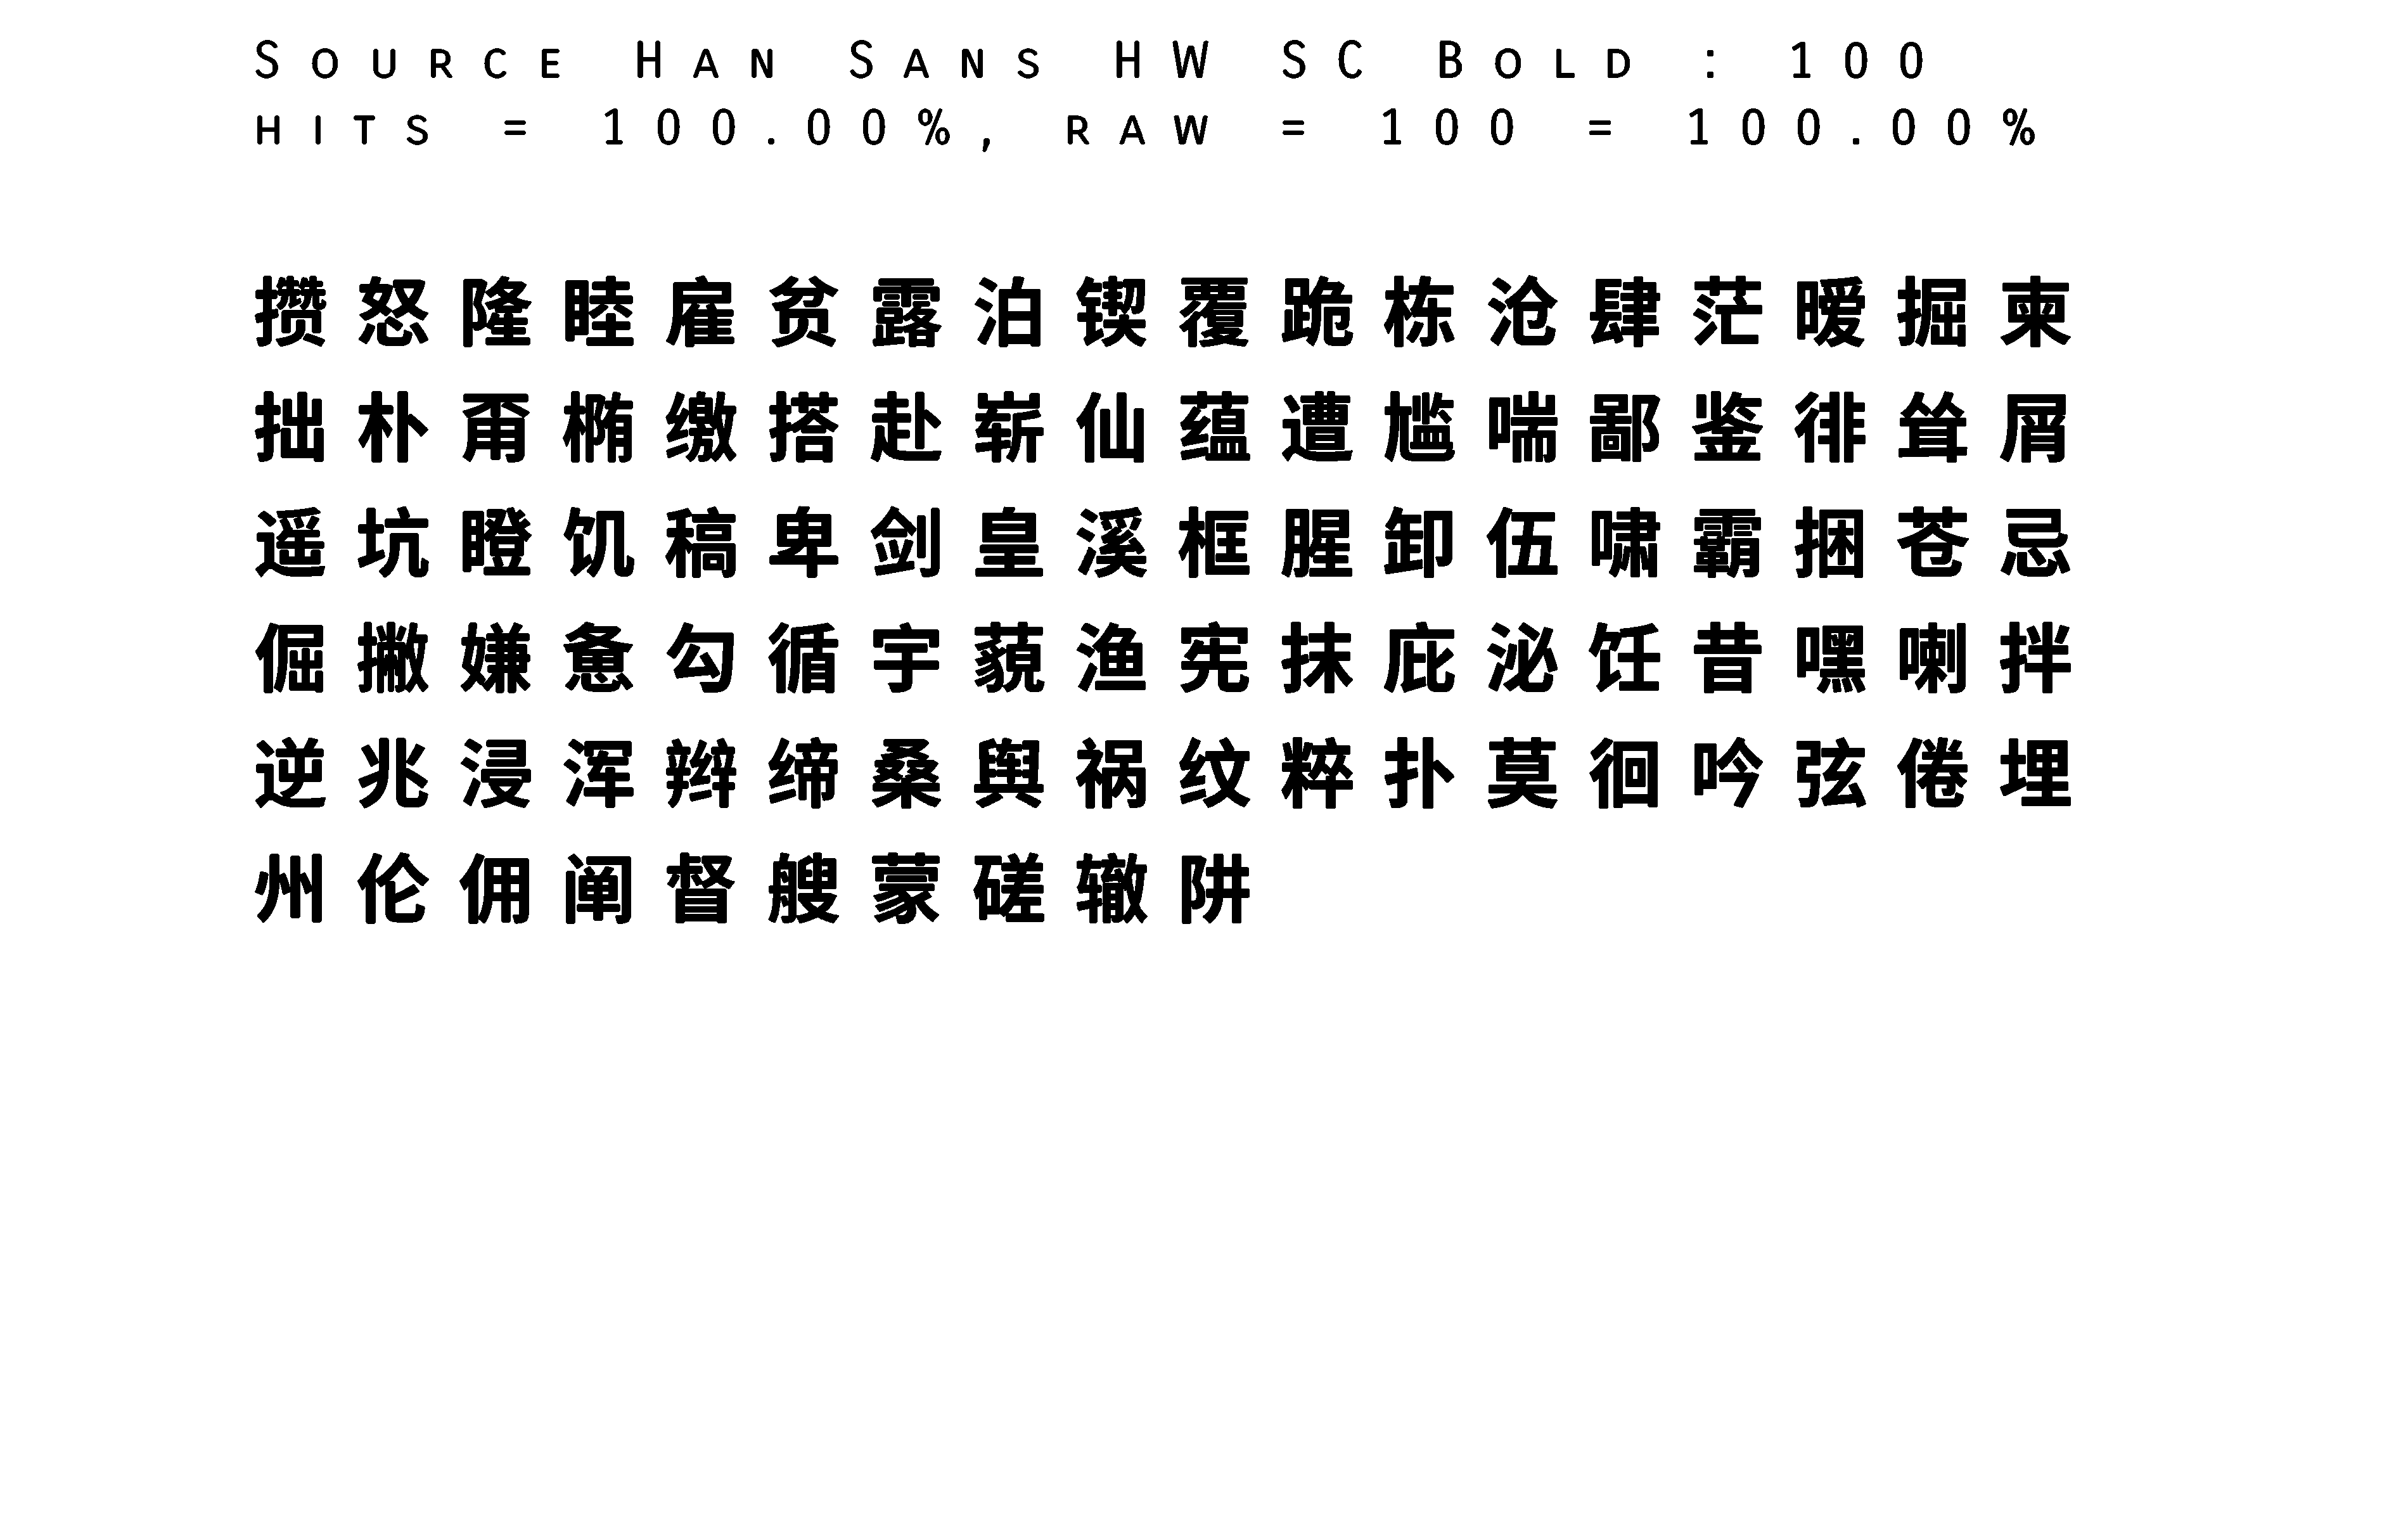 Source Han Sans HW SC Bold : 100
hits = 100.00%, raw = 100 = 100.00%
攒怒隆睦雇贫露泊锲覆跪栋沧肆茫暧掘柬
拙朴甭椭缴搭赴崭仙蕴遭尴喘鄙鉴徘耸屑
遥坑瞪饥稿卑剑皇溪框腥卸伍啸霸捆苍忌
倔撇嫌惫勾循宇藐渔宪抹庇泌饪昔嘿喇拌
逆兆浸浑辫缔桑舆祸纹粹扑莫徊吟弦倦埋
州伦佣阐督艘蒙磋辙阱